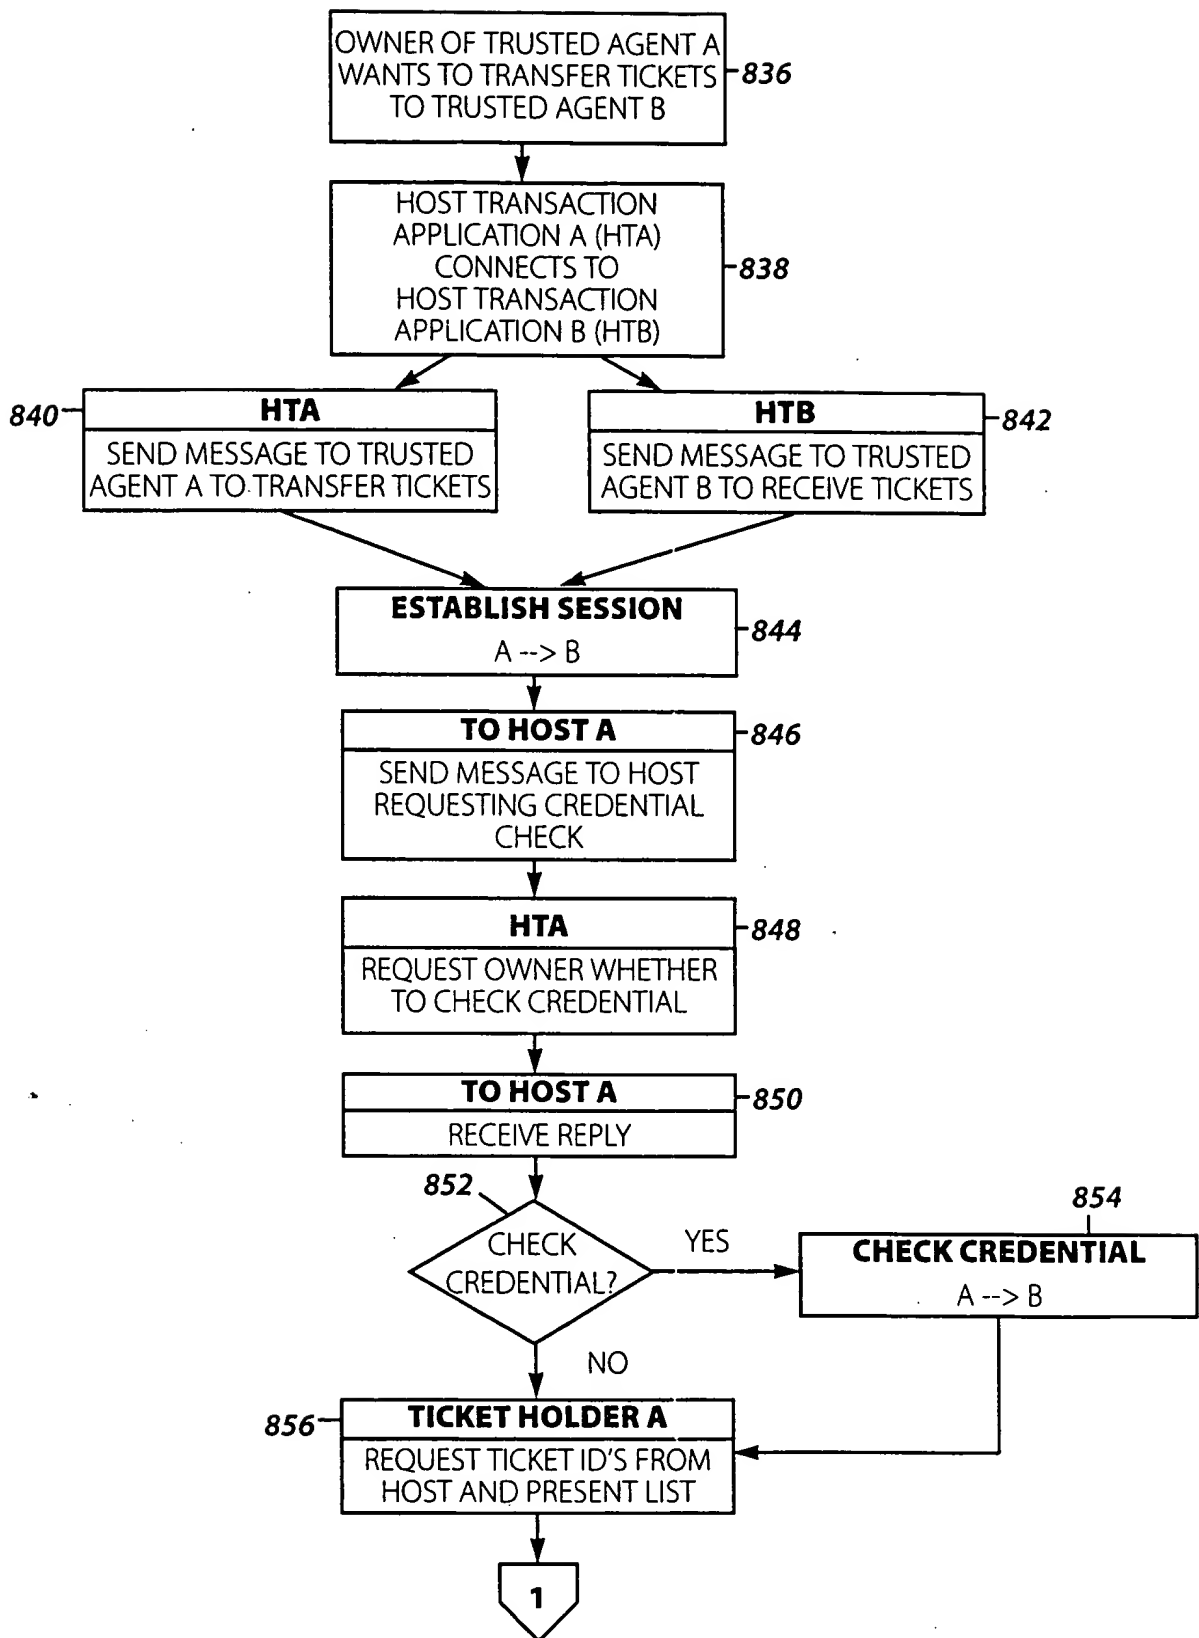 OWNER OF TRUSTED AGENT A
WANTS TO TRANSFER TICKETS
TO TRUSTED AGENT B
836
HOST TRANSACTION
APPLICATION A (HTA)
CONNECTS TO
HOST TRANSACTION
APPLICATION B (HTB)
838
840
HTA
SEND MESSAGE TO TRUSTED
AGENT A TO TRANSFER TICKETS
HTB
SEND MESSAGE TO TRUSTED
AGENT B TO RECEIVE TICKETS
842
ESTABLISH SESSION
A --> B
844
TO HOST A
SEND MESSAGE TO HOST
REQUESTING CREDENTIAL
CHECK
846
HTA
REQUEST OWNER WHETHER
TO CHECK CREDENTIAL
848
TO HOST A
RECEIVE REPLY
850
852
CHECK
CREDENTIAL?
YES
854
CHECK CREDENTIAL
A --> B
NO
856
TICKET HOLDER A
REQUEST TICKET ID'S FROM
HOST AND PRESENT LIST
1